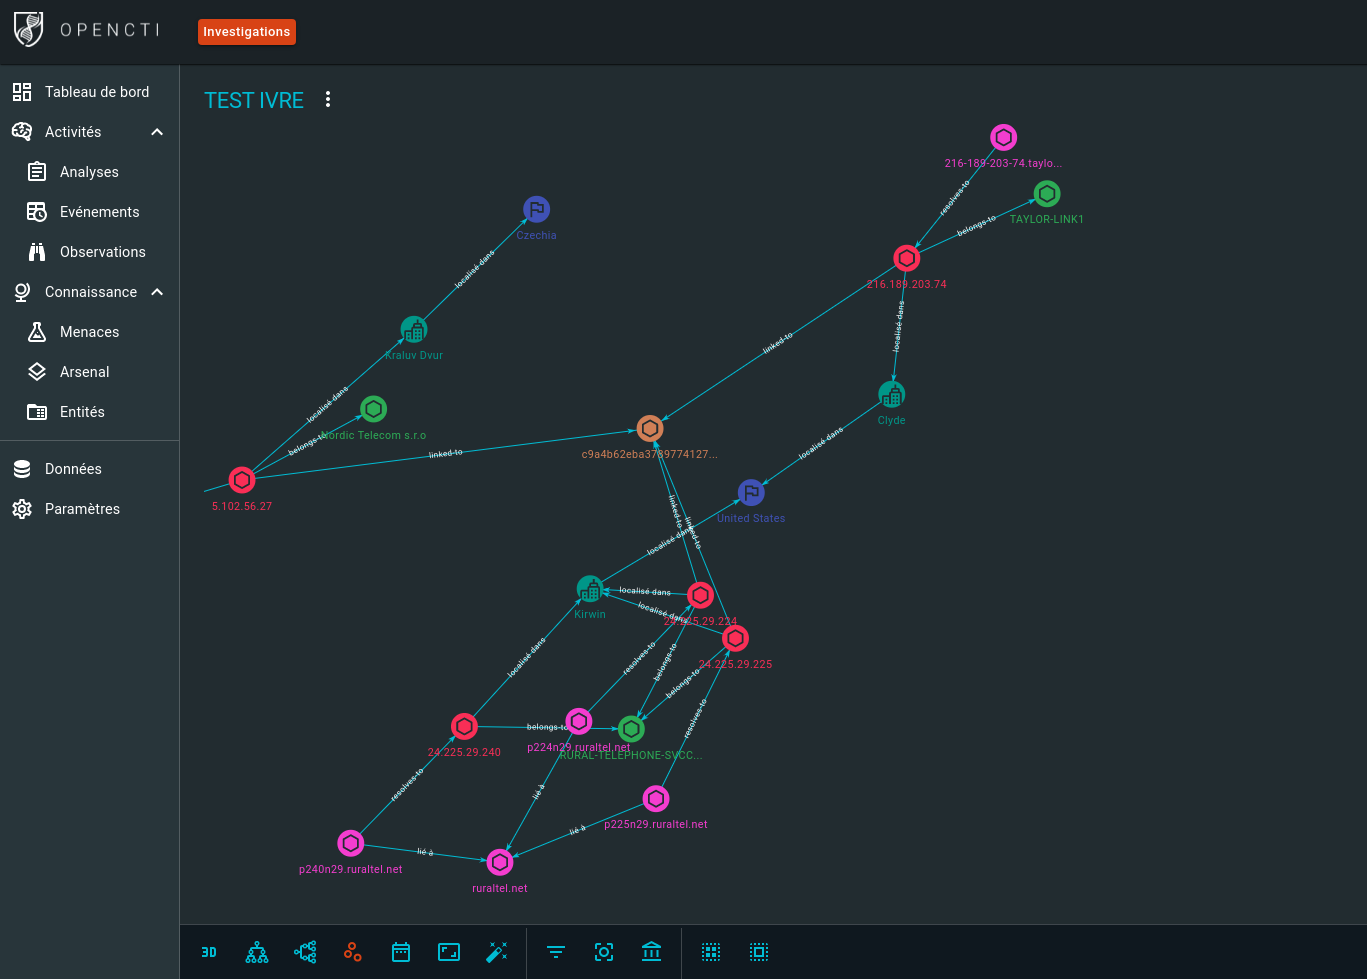 OPENCTI
Investigations
Tableau de bord
Activités
Analyses
Evénements
Observations
Connaissance
Menaces
Arsenal
Entités
Données
Paramètres
TEST IVRE
216-189-203-74.taylo...
resolves-to
TAYLOR-LINK1
belongs-to
Czechia
localisé dans
216.189.203.74
localisé dans
linked-to
Kraluv Dvur
localisé dans
Clyde
Nordic Telecom s.r.o
belongs-to
localisé dans
linked-to
c9a4b62eba3739774127...
5.102.56.27
United States
linked-to
linked-to
localisé dans
localisé dans
Kirwin
localisé dans
24.225.29.224
localisé dans
resolves-to
belongs-to
24.225.29.225
belongs-to
resolves-to
belongs-to
24.225.29.240
p224n29.ruraltel.net
RURAL-TELEPHONE-SVCC...
resolves-to
lié à
p225n29.ruraltel.net
lié à
lié à
p240n29.ruraltel.net
ruraltel.net
3D